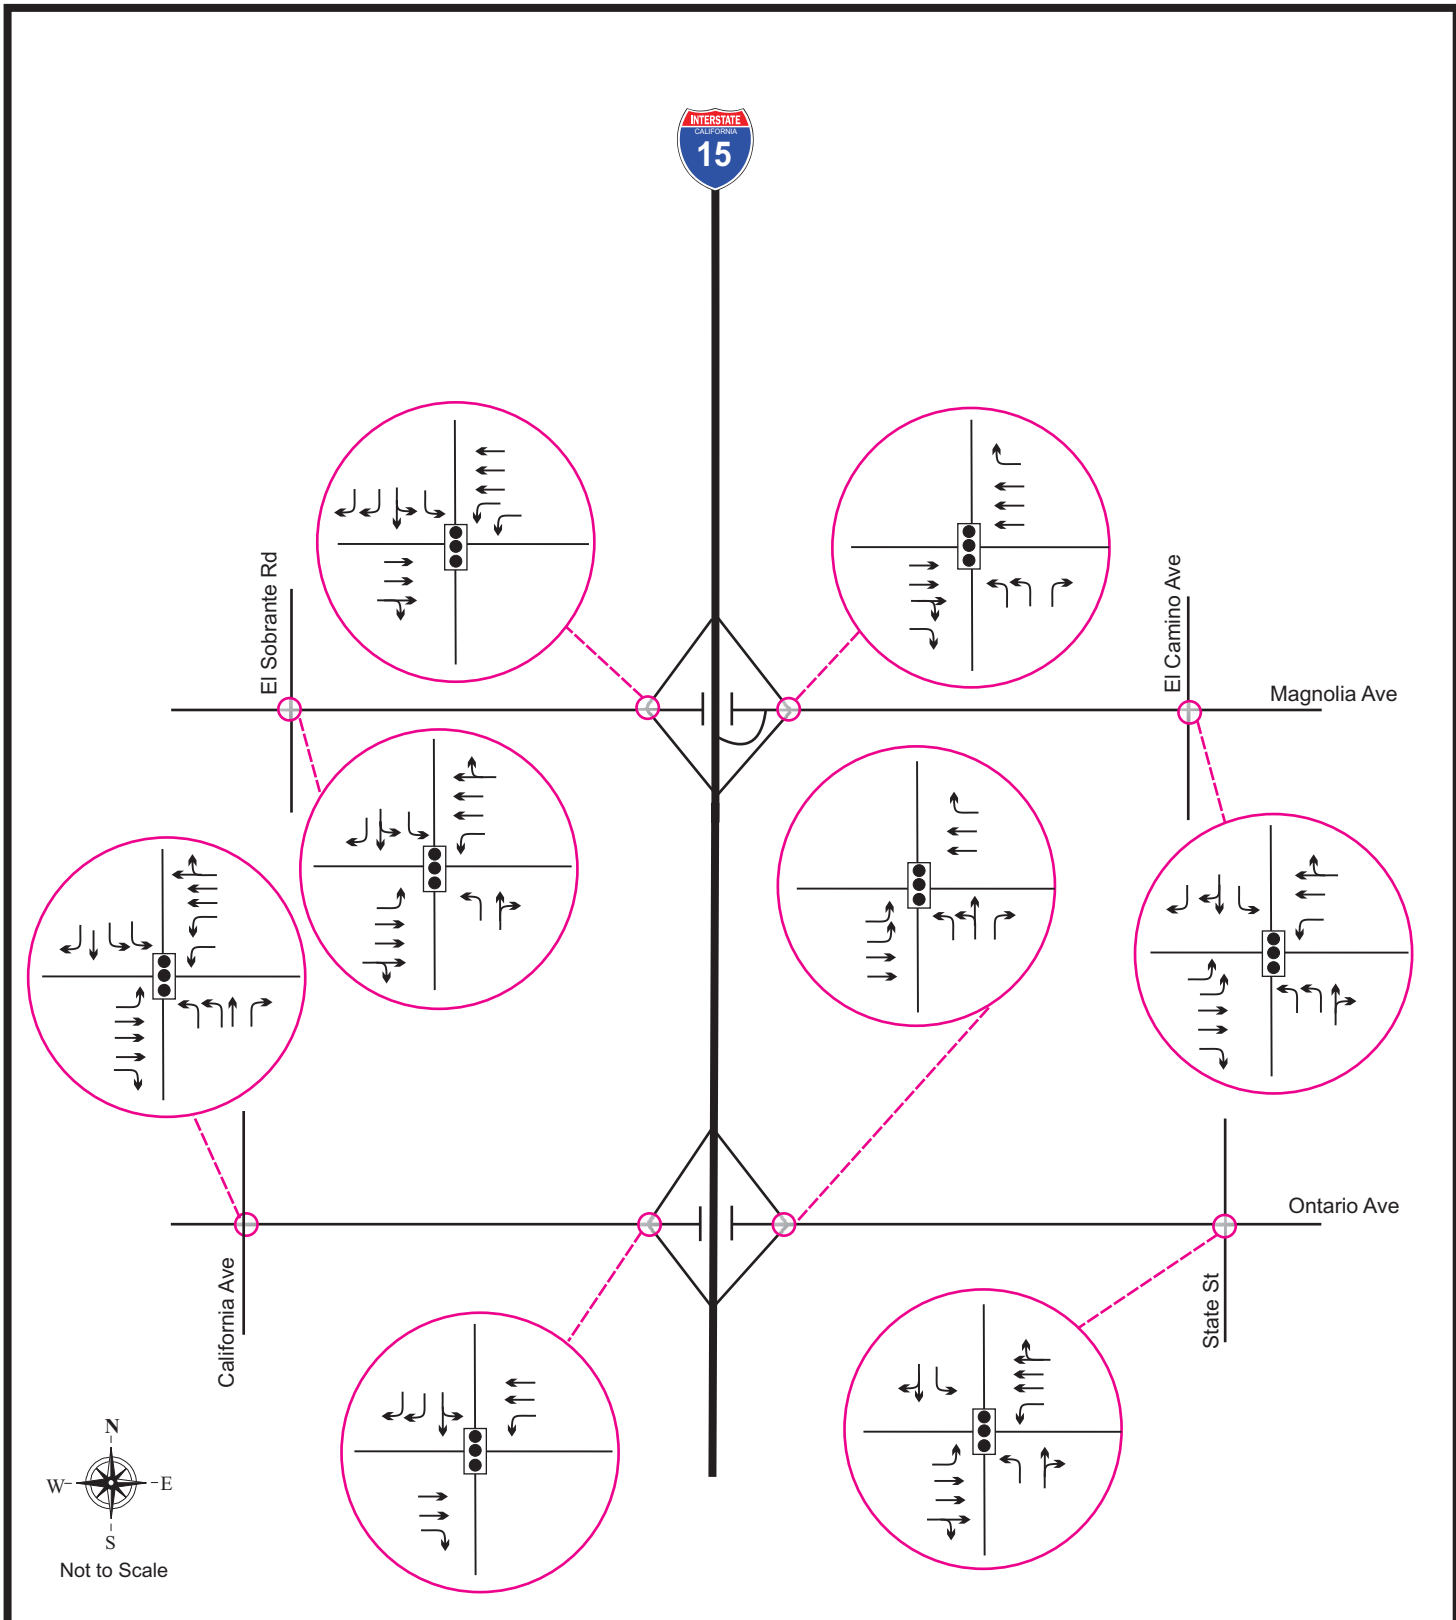 INTERSTATE
CALIFORNIA
15
El Sobrante Rd
El Camino Ave
Magnolia Ave
Ontario Ave
California Ave
State St
N
W
E
S
Not to Scale